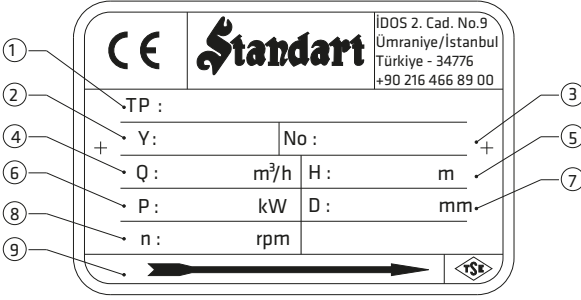 CE
Standart
İDOS 2. Cad. No.9
Ümraniye/İstanbul
Türkiye - 34776
+90 216 466 89 00
1
TP :
2
Y: No :
3
4
Q : m³/h H : m
5
6
P : kW D : mm
7
8
n : rpm
9
TSE